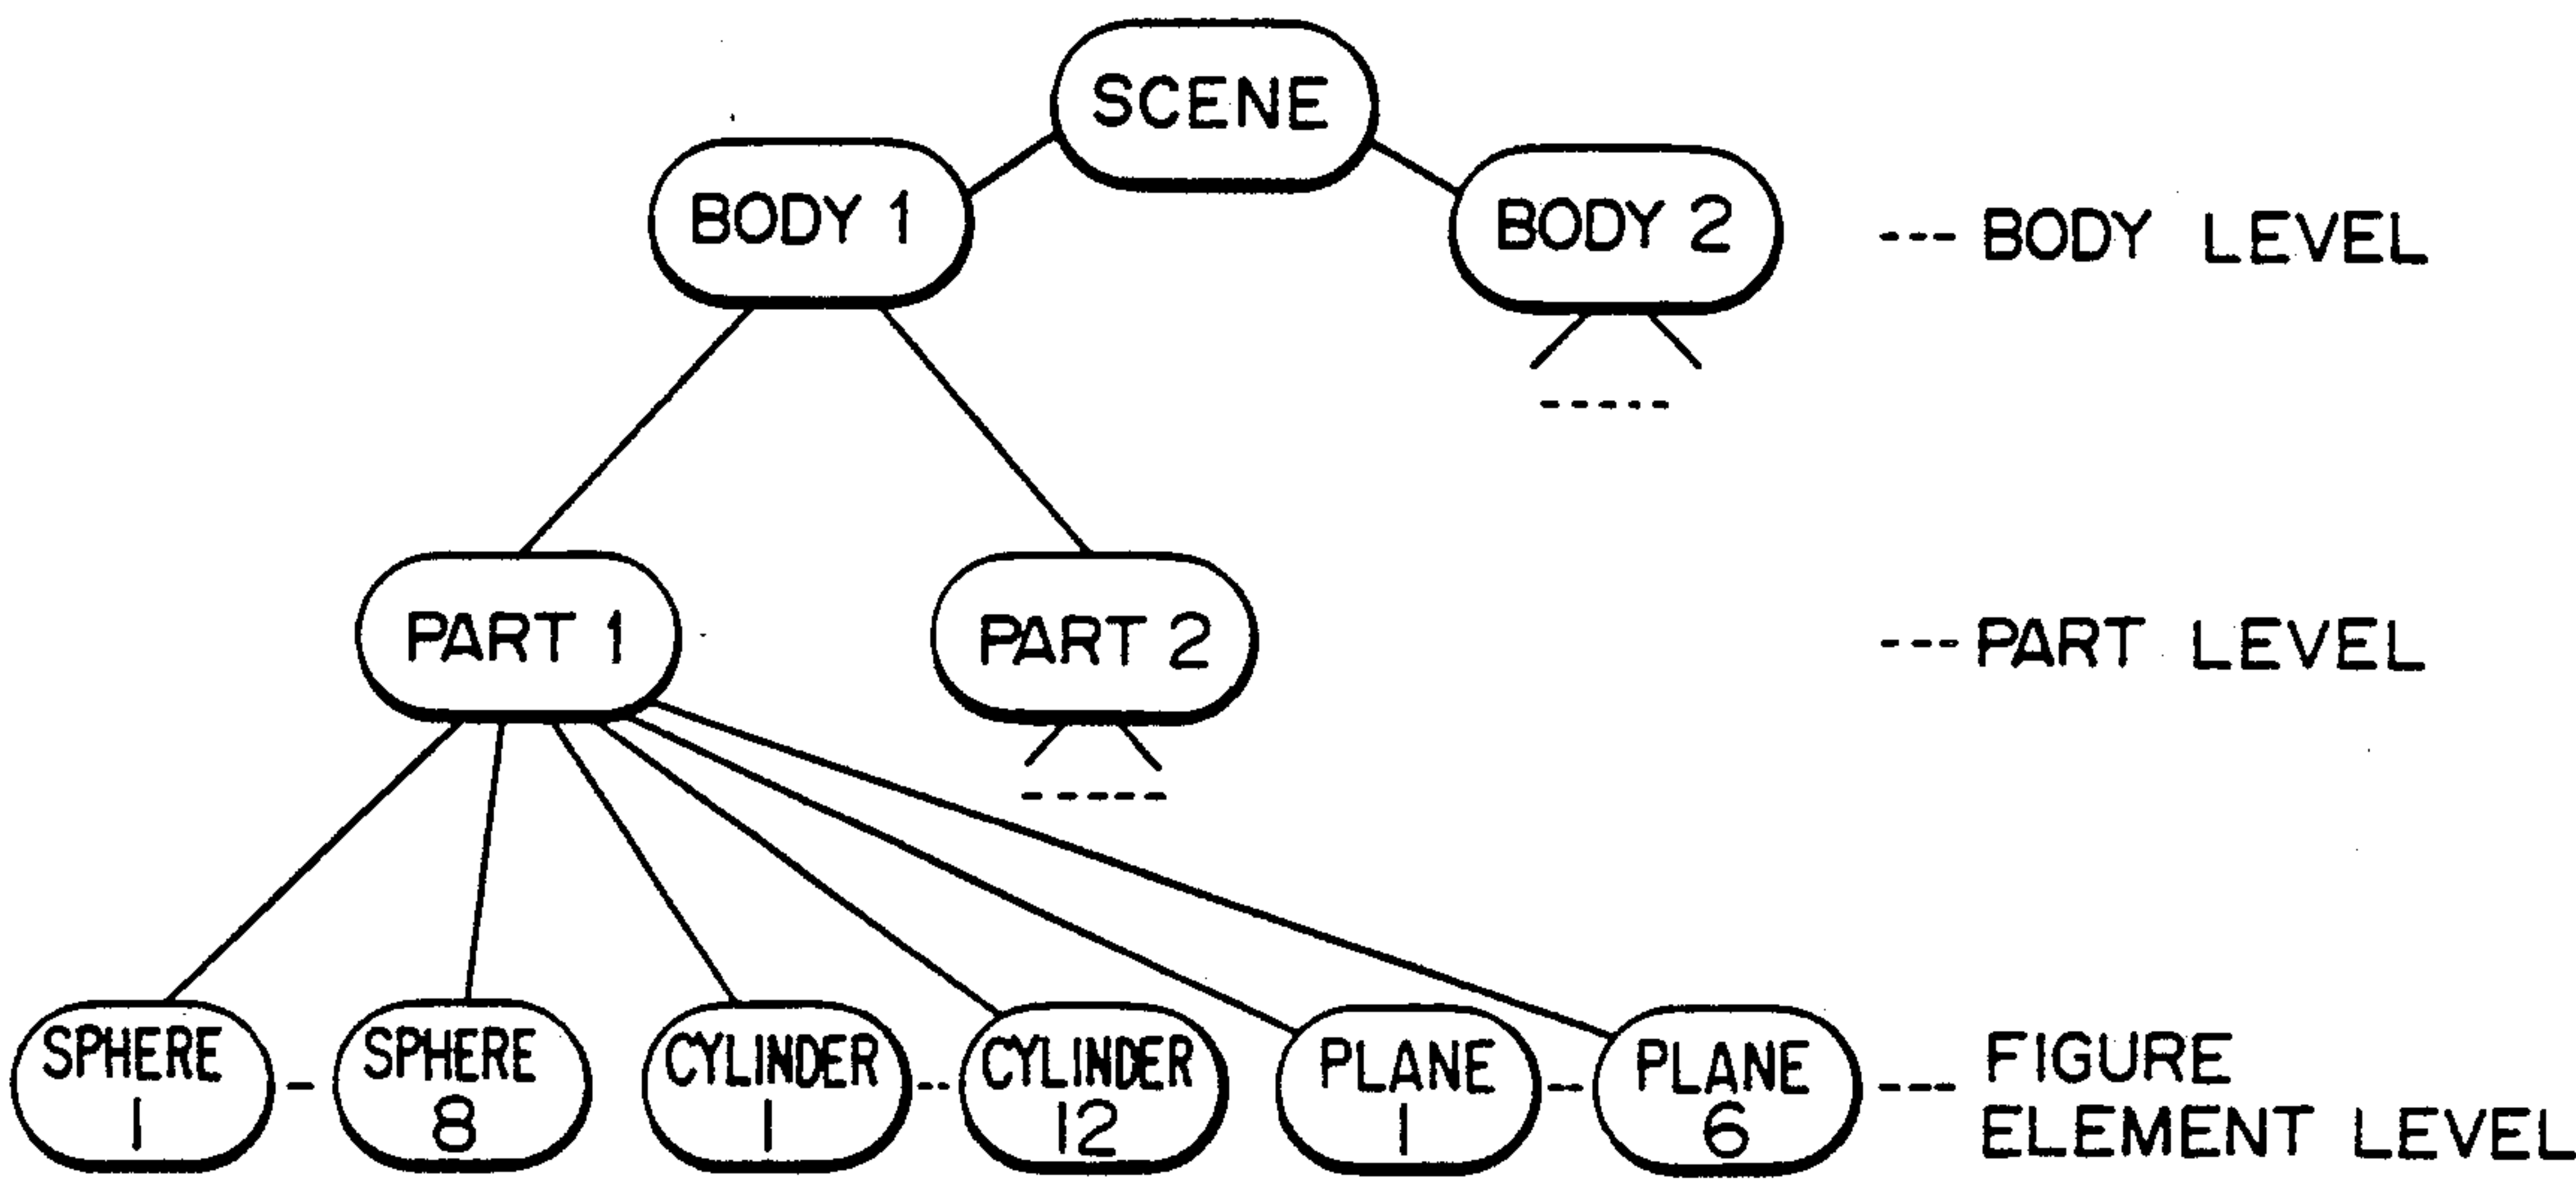 SCENE
BODY 1
BODY 2
--- BODY LEVEL
PART 1
PART 2
--- PART LEVEL
SPHERE
1
SPHERE
8
CYLINDER
1
CYLINDER
12
PLANE
1
PLANE
6
--- FIGURE
ELEMENT LEVEL